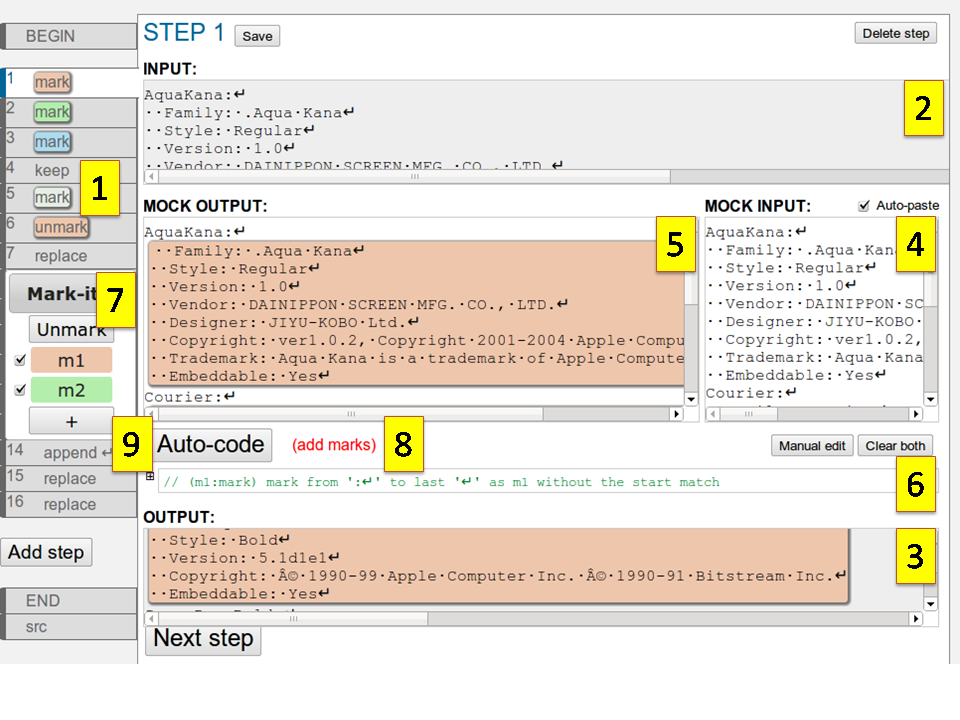 BEGIN
1 mark
2 mark
3 mark
4 keep
5 mark
6 unmark
7 replace
1
Mark-it
7
Unmark
m1
m2
+
9
14 append ↵
15 replace
16 replace
Add step
END
src
STEP 1 Save Delete step
INPUT:
AquaKana:↵
··Family:·.Aqua·Kana↵
··Style:·Regular↵
··Version:·1.0↵
··Vendor:·DAINIPPON·SCREEN·MFG.·CO.,·LTD.↵
2
MOCK OUTPUT:
AquaKana:↵
··Family:·.Aqua·Kana↵
··Style:·Regular↵
··Version:·1.0↵
··Vendor:·DAINIPPON·SCREEN·MFG.·CO.,·LTD.↵
··Designer:·JIYU-KOBO·Ltd.↵
··Copyright:·ver1.0.2,·Copyright·2001-2004·Apple·Compu
··Trademark:·Aqua·Kana·is·a·trademark·of·Apple·Compute
··Embeddable:·Yes↵
Courier:↵
5
MOCK INPUT: Auto-paste
AquaKana:↵
··Family:·.Aqua·Kan
··Style:·Regular↵
··Version:·1.0↵
··Vendor:·DAINIPPON·SC
··Designer:·JIYU-KOBO·
··Copyright:·ver1.0.2,
··Trademark:·Aqua·Kana
··Embeddable:·Yes↵
Courier:↵
4
Auto-code (add marks) 8 Manual edit Clear both
// (m1:mark) mark from ':↵' to last '↵' as m1 without the start match
6
OUTPUT:
··Style:·Bold↵
··Version:·5.1d1e1↵
··Copyright:·Â©·1990-99·Apple·Computer·Inc.·Â©·1990-91·Bitstream·Inc.↵
··Embeddable:·Yes↵
3
Next step